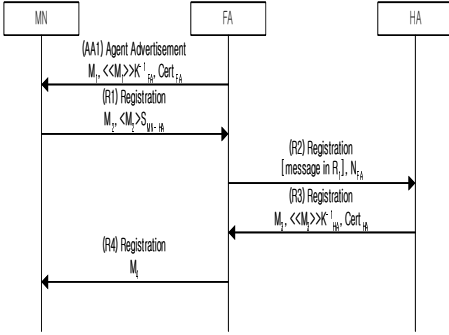 MN FA HA
(AA1) Agent Advertisement
M₁, <<M₁>>K⁻¹FA, CertFA
(R1) Registration
M₂, <M₂>SMN-HA
(R2) Registration
[message in R₁], NFA
(R3) Registration
M₃, <<M₃>>K⁻¹HA, CertHA
(R4) Registration
M₄